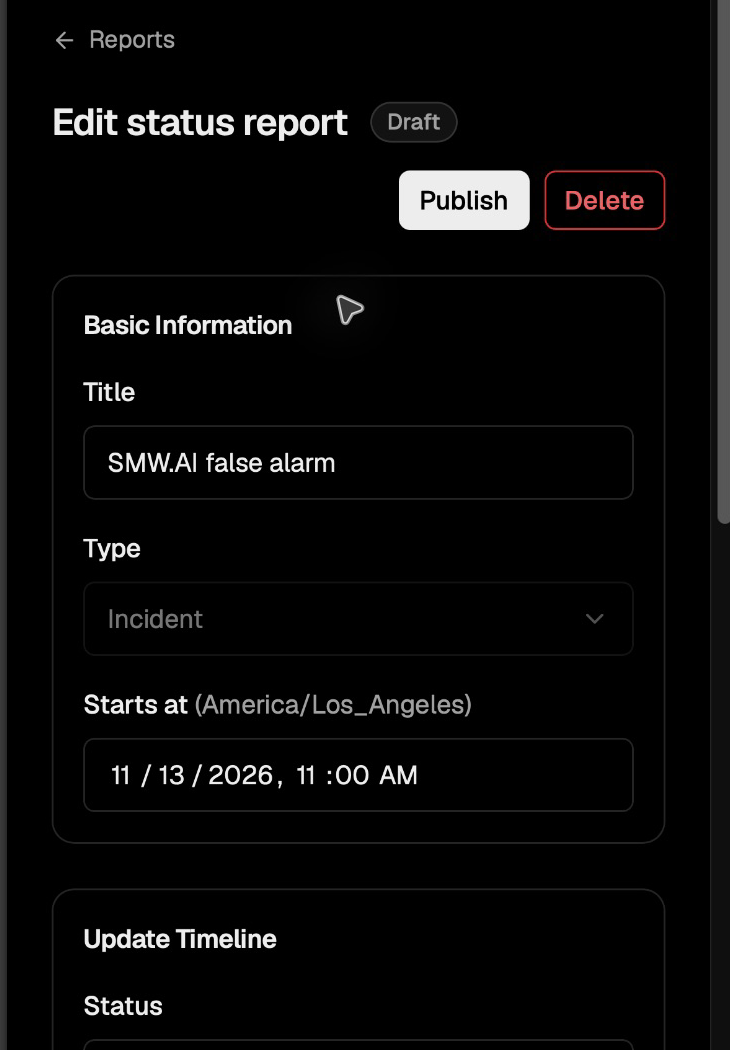 ← Reports
Edit status report Draft
Publish Delete
Basic Information
Title
SMW.AI false alarm
Type
Incident
Starts at (America/Los_Angeles)
11 / 13 / 2026, 11 :00 AM
Update Timeline
Status